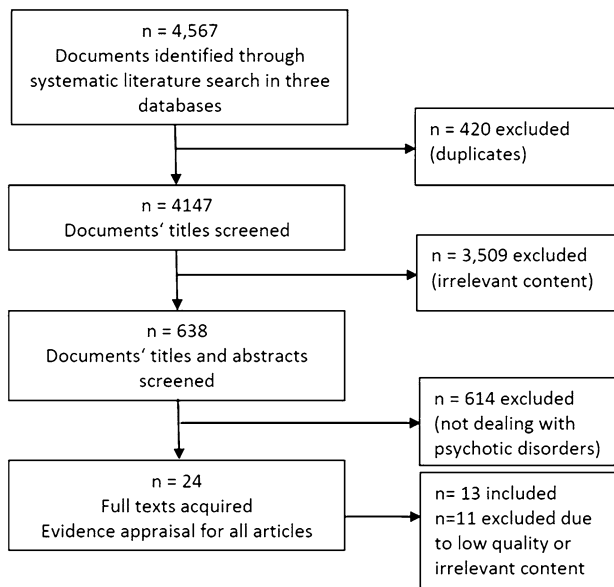 n = 4,567
Documents identified through
systematic literature search in three
databases
n = 420 excluded
(duplicates)
n = 4147
Documents‘ titles screened
n = 3,509 excluded
(irrelevant content)
n = 638
Documents‘ titles and abstracts
screened
n = 614 excluded
(not dealing with
psychotic disorders)
n = 24
Full texts acquired
Evidence appraisal for all articles
n= 13 included
n=11 excluded due
to low quality or
irrelevant content